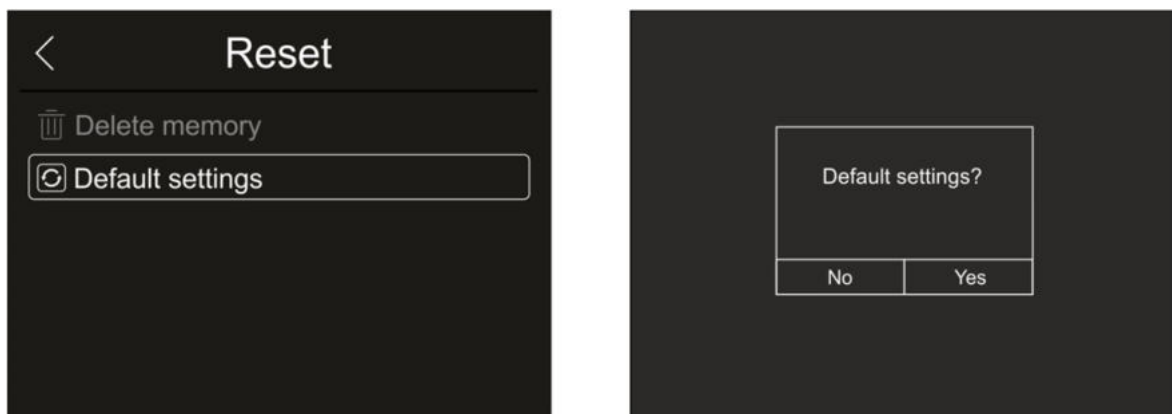 Reset
Delete memory
Default settings
Default settings?
No Yes